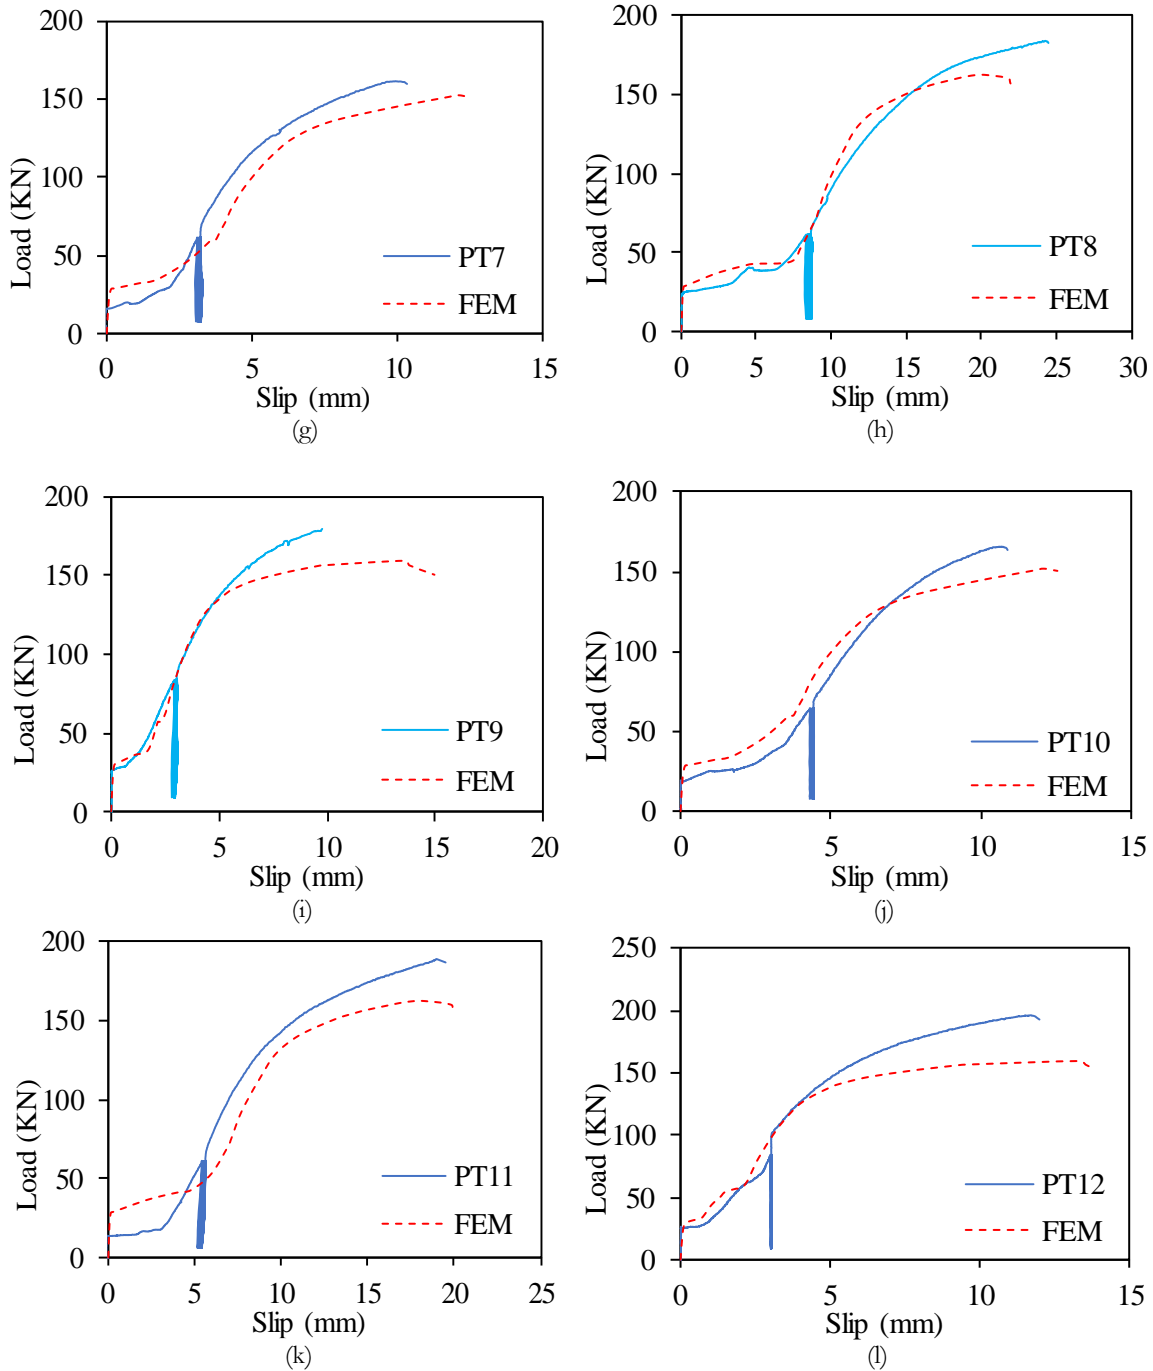 200
150
100
50
0
Load (KN)
PT7
FEM
0 5 10 15
Slip (mm)
(g)
200
150
100
50
0
Load (KN)
PT8
FEM
0 5 10 15 20 25 30
Slip (mm)
(h)
200
150
100
50
0
Load (KN)
PT9
FEM
0 5 10 15 20
Slip (mm)
(i)
200
150
100
50
0
Load (KN)
PT10
FEM
0 5 10 15
Slip (mm)
(j)
200
150
100
50
0
Load (KN)
PT11
FEM
0 5 10 15 20 25
Slip (mm)
(k)
250
200
150
100
50
0
Load (KN)
PT12
FEM
0 5 10 15
Slip (mm)
(l)